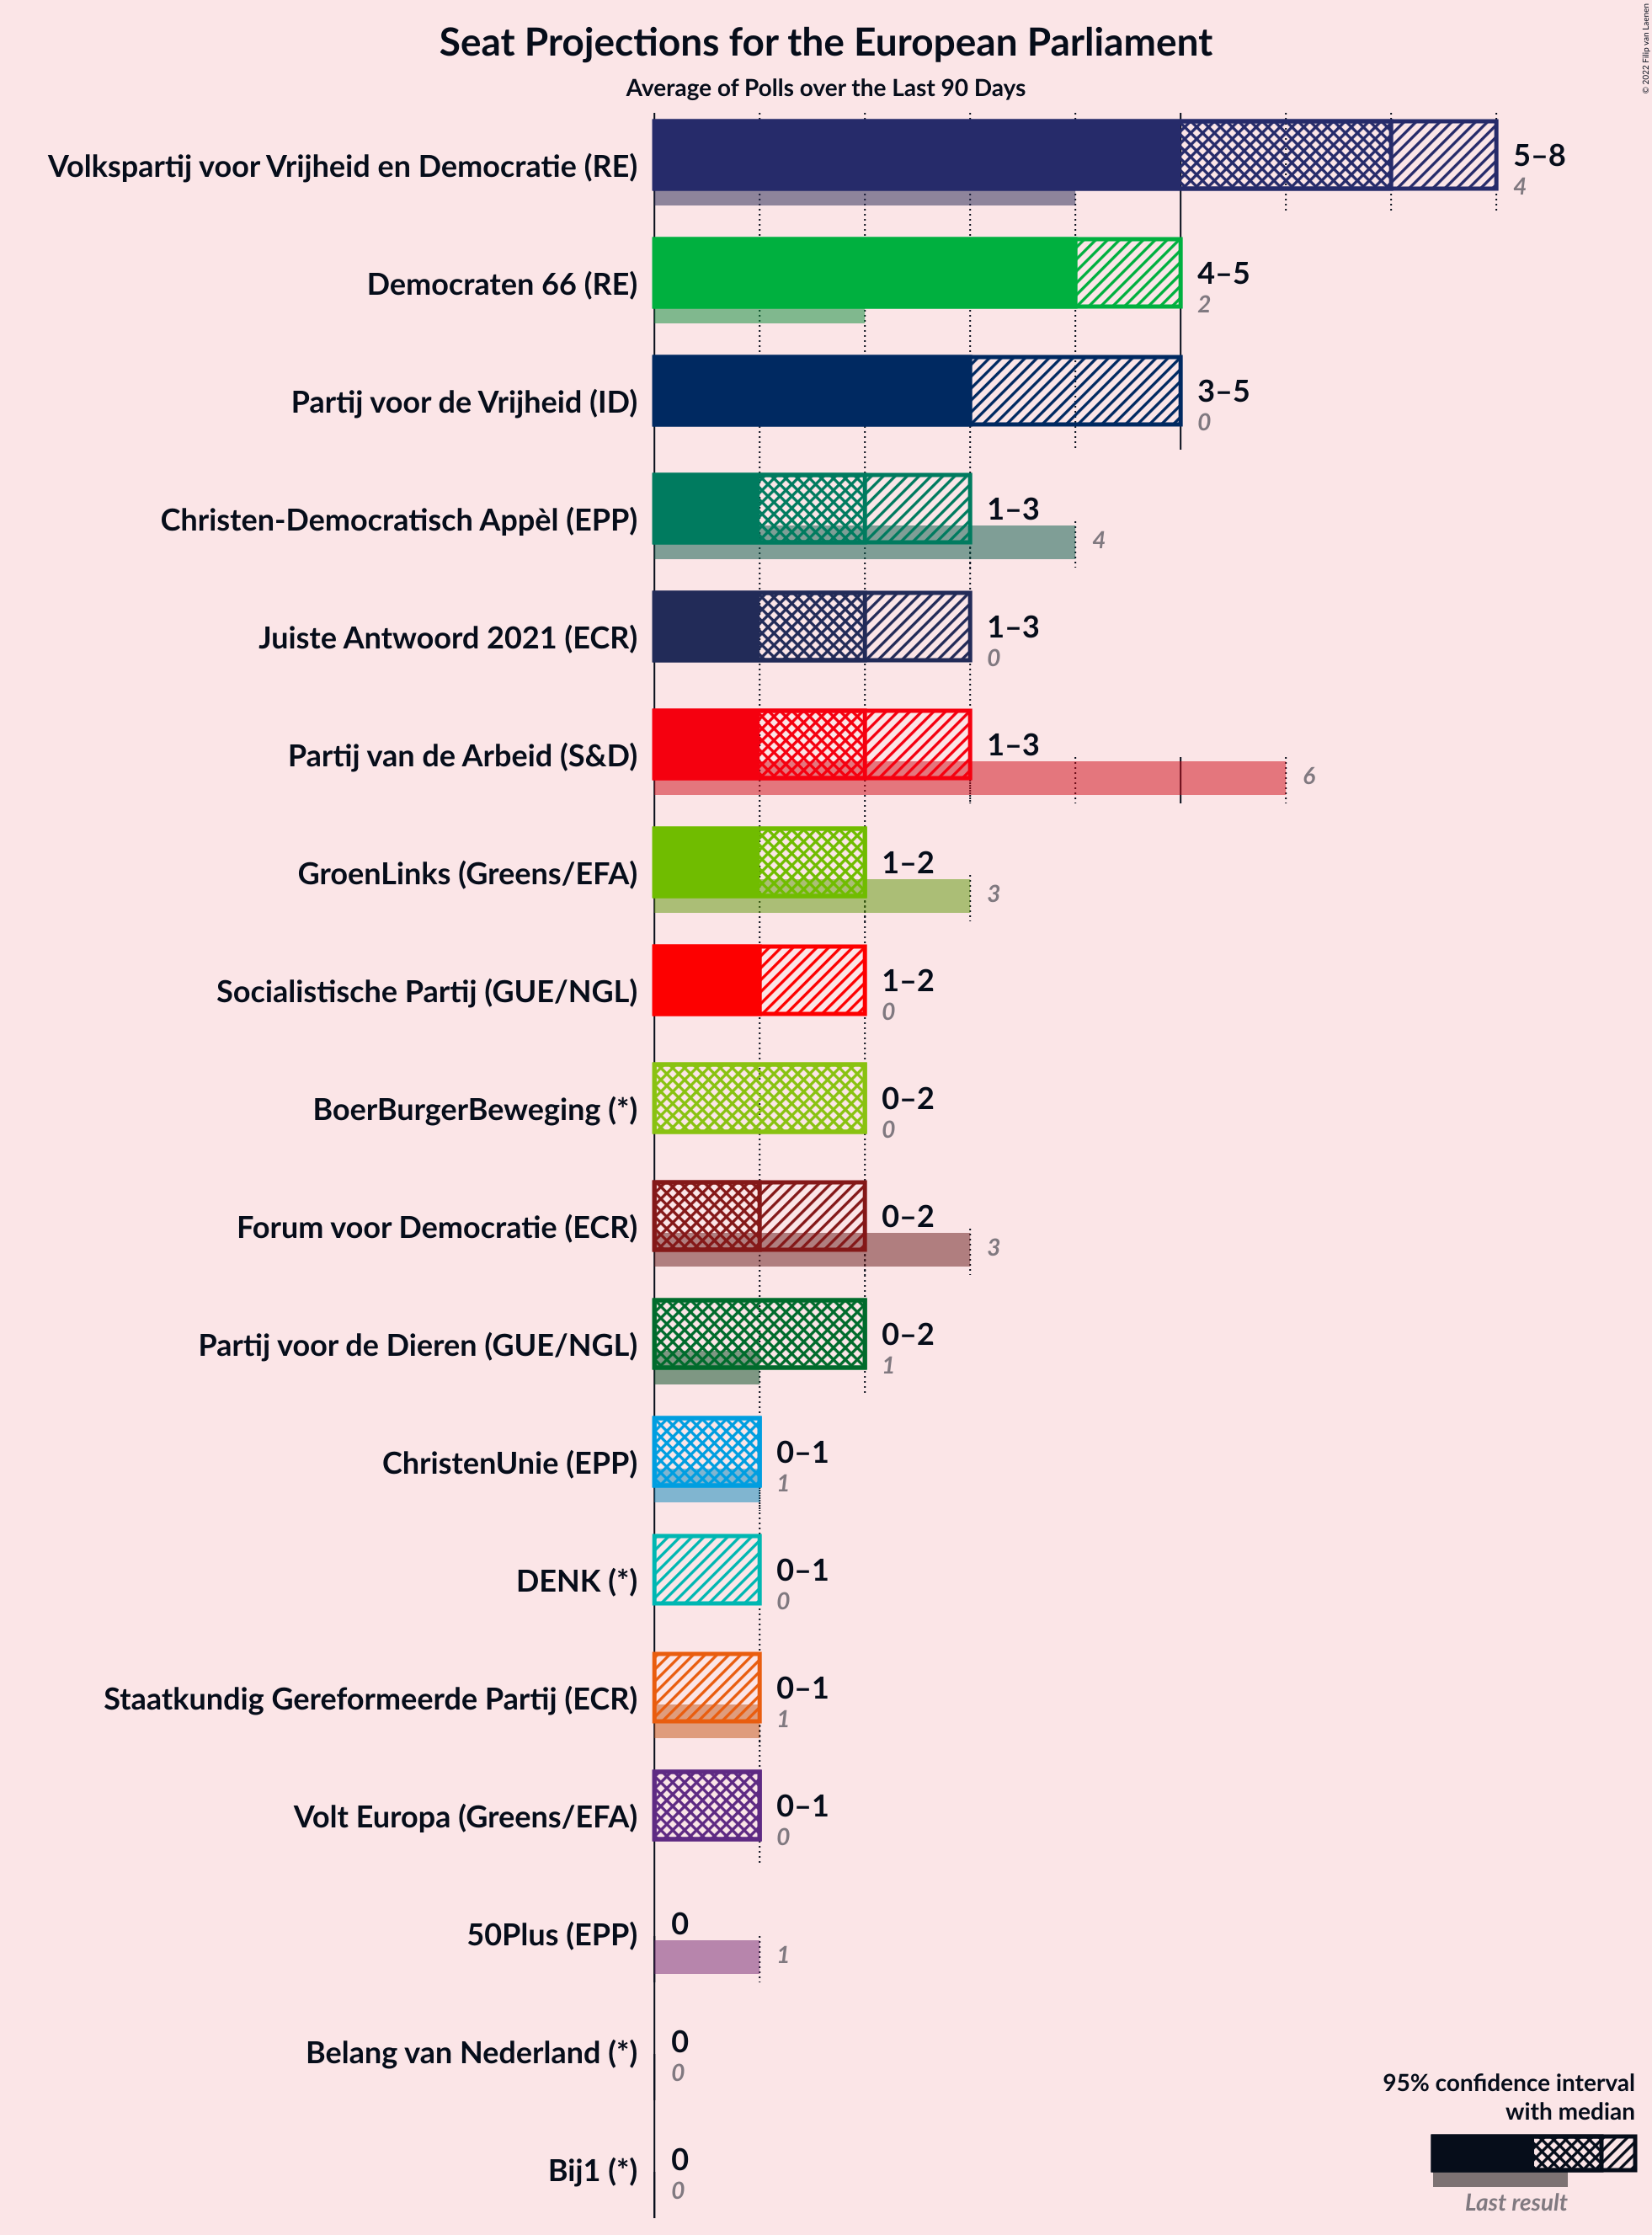 Seat Projections for the European Parliament
Average of Polls over the Last 90 Days
© 2022 Filip van Laenen
Volkspartij voor Vrijheid en Democratie (RE)
5–8
4
Democraten 66 (RE)
4–5
2
Partij voor de Vrijheid (ID)
3–5
0
Christen-Democratisch Appèl (EPP)
1–3
4
Juiste Antwoord 2021 (ECR)
1–3
0
Partij van de Arbeid (S&D)
1–3
6
GroenLinks (Greens/EFA)
1–2
3
Socialistische Partij (GUE/NGL)
1–2
0
BoerBurgerBeweging (*)
0–2
0
Forum voor Democratie (ECR)
0–2
3
Partij voor de Dieren (GUE/NGL)
0–2
1
ChristenUnie (EPP)
0–1
1
DENK (*)
0–1
0
Staatkundig Gereformeerde Partij (ECR)
0–1
1
Volt Europa (Greens/EFA)
0–1
0
50Plus (EPP)
0
1
Belang van Nederland (*)
0
0
Bij1 (*)
0
0
95% confidence interval
with median
Last result